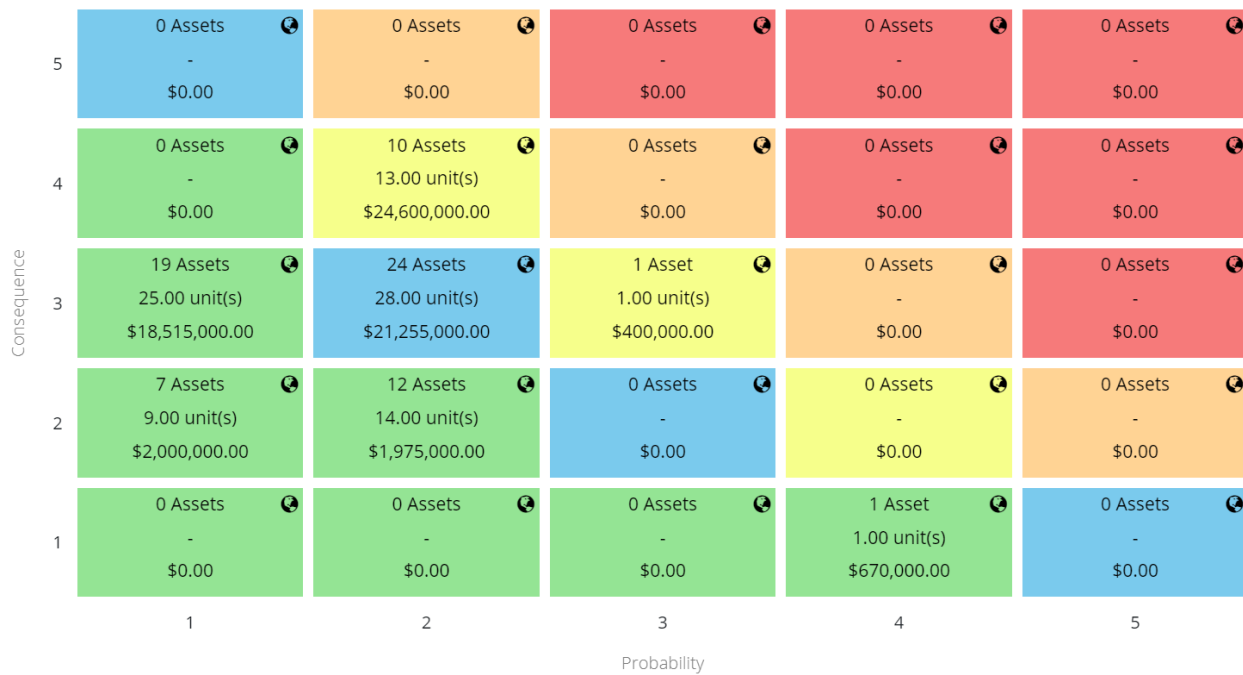 0 Assets 0 Assets 0 Assets 0 Assets 0 Assets
5 - - - - -
$0.00 $0.00 $0.00 $0.00 $0.00
0 Assets 10 Assets 0 Assets 0 Assets 0 Assets
4 - 13.00 unit(s) - - -
$0.00 $24,600,000.00 $0.00 $0.00 $0.00
Consequence
19 Assets 24 Assets 1 Asset 0 Assets 0 Assets
3 25.00 unit(s) 28.00 unit(s) 1.00 unit(s) - -
$18,515,000.00 $21,255,000.00 $400,000.00 $0.00 $0.00
7 Assets 12 Assets 0 Assets 0 Assets 0 Assets
2 9.00 unit(s) 14.00 unit(s) - - -
$2,000,000.00 $1,975,000.00 $0.00 $0.00 $0.00
0 Assets 0 Assets 0 Assets 1 Asset 0 Assets
1 - - - 1.00 unit(s) -
$0.00 $0.00 $0.00 $670,000.00 $0.00
1 2 3 4 5
Probability